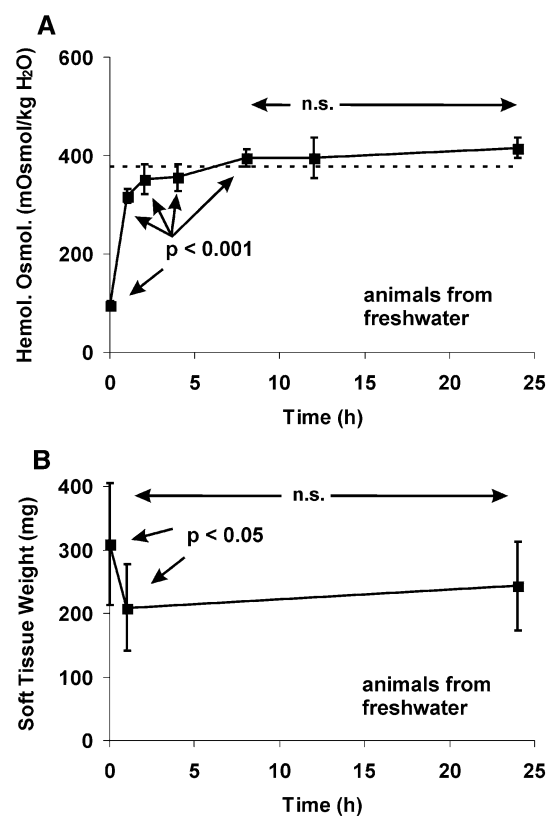 A
Hemol. Osmol. (mOsmol/kg H2O)
600
400
200
0
n.s.
p < 0.001
animals from
freshwater
0 5 10 15 20 25
Time (h)
B
Soft Tissue Weight (mg)
400
300
200
100
0
n.s.
p < 0.05
animals from
freshwater
0 5 10 15 20 25
Time (h)